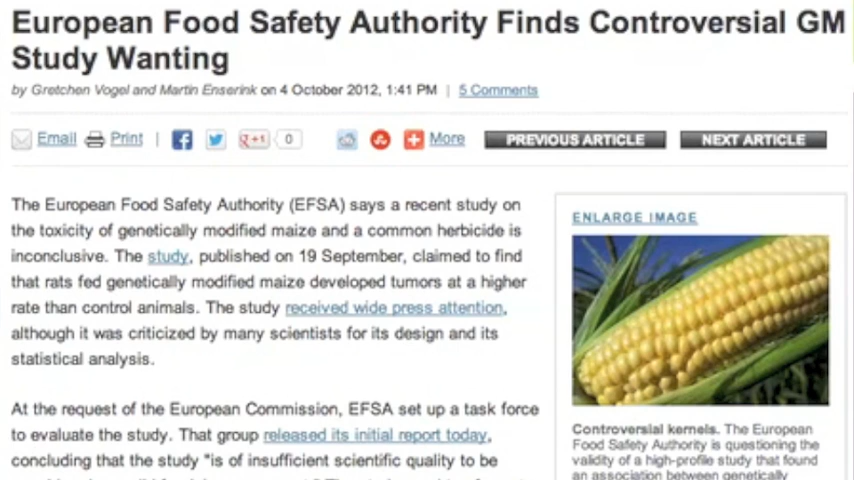 European Food Safety Authority Finds Controversial GM
Study Wanting
by Gretchen Vogel and Martin Enserink on 4 October 2012, 1:41 PM | 5 Comments
Email Print | f g +1 0 More PREVIOUS ARTICLE NEXT ARTICLE
The European Food Safety Authority (EFSA) says a recent study on
the toxicity of genetically modified maize and a common herbicide is
inconclusive. The study, published on 19 September, claimed to find
that rats fed genetically modified maize developed tumors at a higher
rate than control animals. The study received wide press attention,
although it was criticized by many scientists for its design and its
statistical analysis.
At the request of the European Commission, EFSA set up a task force
to evaluate the study. That group released its initial report today,
concluding that the study "is of insufficient scientific quality to be
ENLARGE IMAGE
Controversial kernels. The European
Food Safety Authority is questioning the
validity of a high-profile study that found
an association between genetically